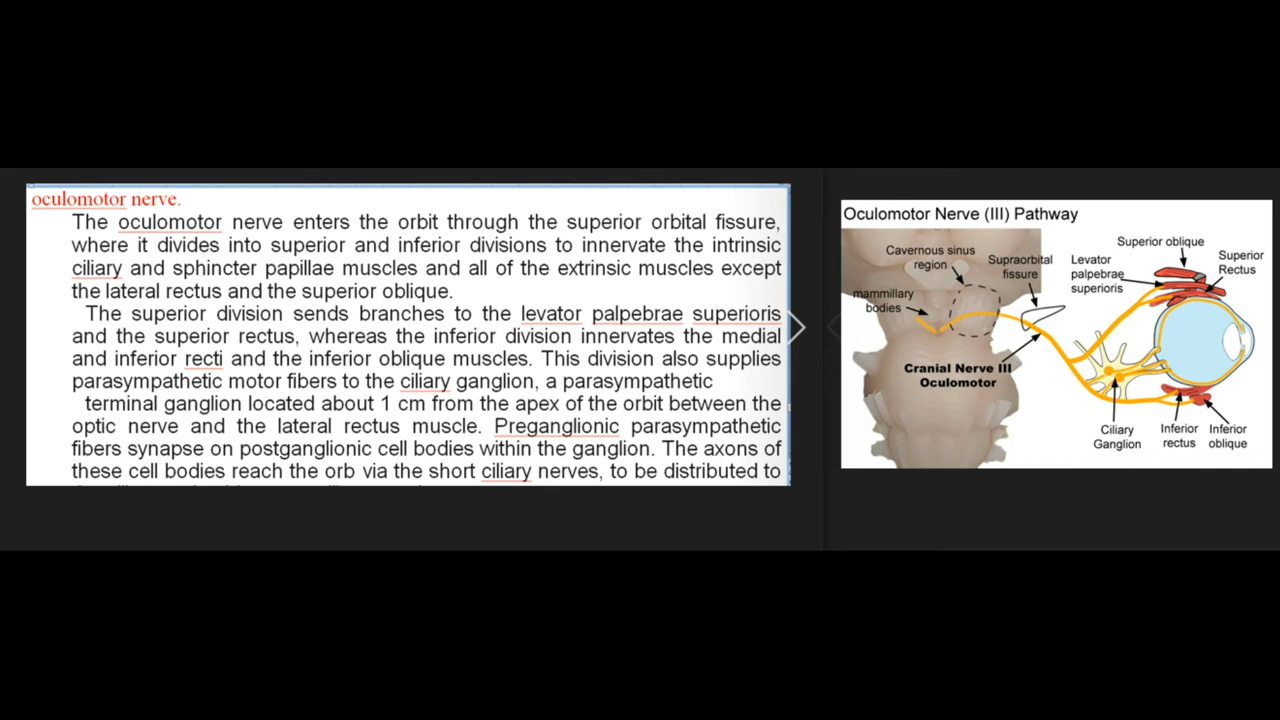 oculomotor nerve.
The oculomotor nerve enters the orbit through the superior orbital fissure,
where it divides into superior and inferior divisions to innervate the intrinsic
ciliary and sphincter papillae muscles and all of the extrinsic muscles except
the lateral rectus and the superior oblique.
The superior division sends branches to the levator palpebrae superioris
and the superior rectus, whereas the inferior division innervates the medial
and inferior recti and the inferior oblique muscles. This division also supplies
parasympathetic motor fibers to the ciliary ganglion, a parasympathetic
terminal ganglion located about 1 cm from the apex of the orbit between the
optic nerve and the lateral rectus muscle. Preganglionic parasympathetic
fibers synapse on postganglionic cell bodies within the ganglion. The axons of
these cell bodies reach the orb via the short ciliary nerves, to be distributed to
Oculomotor Nerve (III) Pathway
Cavernous sinus
region
Supraorbital
fissure
mammillary
bodies
Cranial Nerve III
Oculomotor
Superior oblique
Levator
palpebrae
superioris
Superior
Rectus
Ciliary
Ganglion
Inferior
rectus
Inferior
oblique